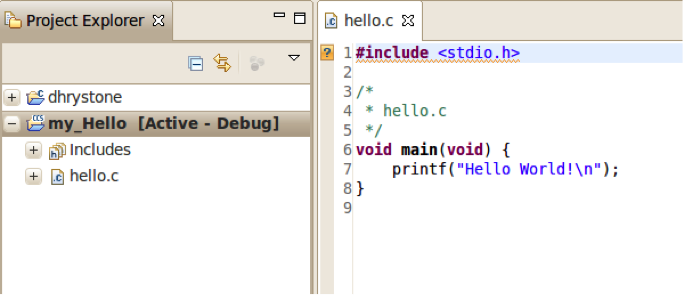 Project Explorer
dhrystone
my_Hello [Active - Debug]
Includes
hello.c
hello.c
1 #include <stdio.h>
2
3 /*
4  * hello.c
5  */
6 void main(void) {
7     printf("Hello World!\n");
8 }
9